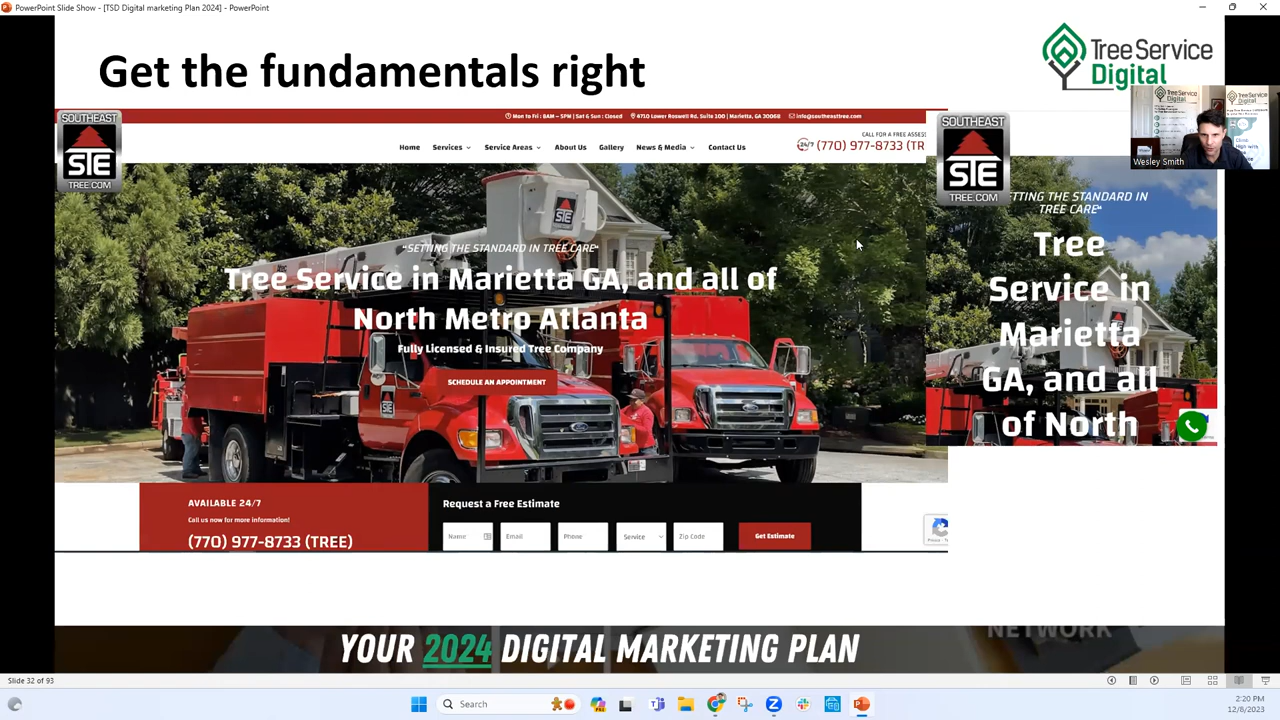 PowerPoint Slide Show - [TSD Digital marketing Plan 2024] - PowerPoint
Get the fundamentals right
Tree Service
Digital
Wesley Smith
SOUTHEAST
STE
TREE.COM
Mon to Fri : 8AM – 5PM | Sat & Sun : Closed
4710 Lower Roswell Rd. Suite 100 | Marietta, GA 30068
info@southeasttree.com
Home
Services
Service Areas
About Us
Gallery
News & Media
Contact Us
CALL FOR A FREE ASSES
24/7
(770) 977-8733 (TR
STE
"SETTING THE STANDARD IN TREE CARE"
Tree Service in Marietta GA, and all of
North Metro Atlanta
Fully Licensed & Insured Tree Company
SCHEDULE AN APPOINTMENT
STE
AVAILABLE 24/7
Call us now for more information!
(770) 977-8733 (TREE)
Request a Free Estimate
Name
Email
Phone
Service
Zip Code
Get Estimate
SOUTHEAST
STE
TREE.COM
ETTING THE STANDARD IN
TREE CARE"
Tree
Service in
Marietta
GA, and all
of North
NETWORK
YOUR 2024 DIGITAL MARKETING PLAN
Slide 32 of 93
Search
2:20 PM
12/8/2023